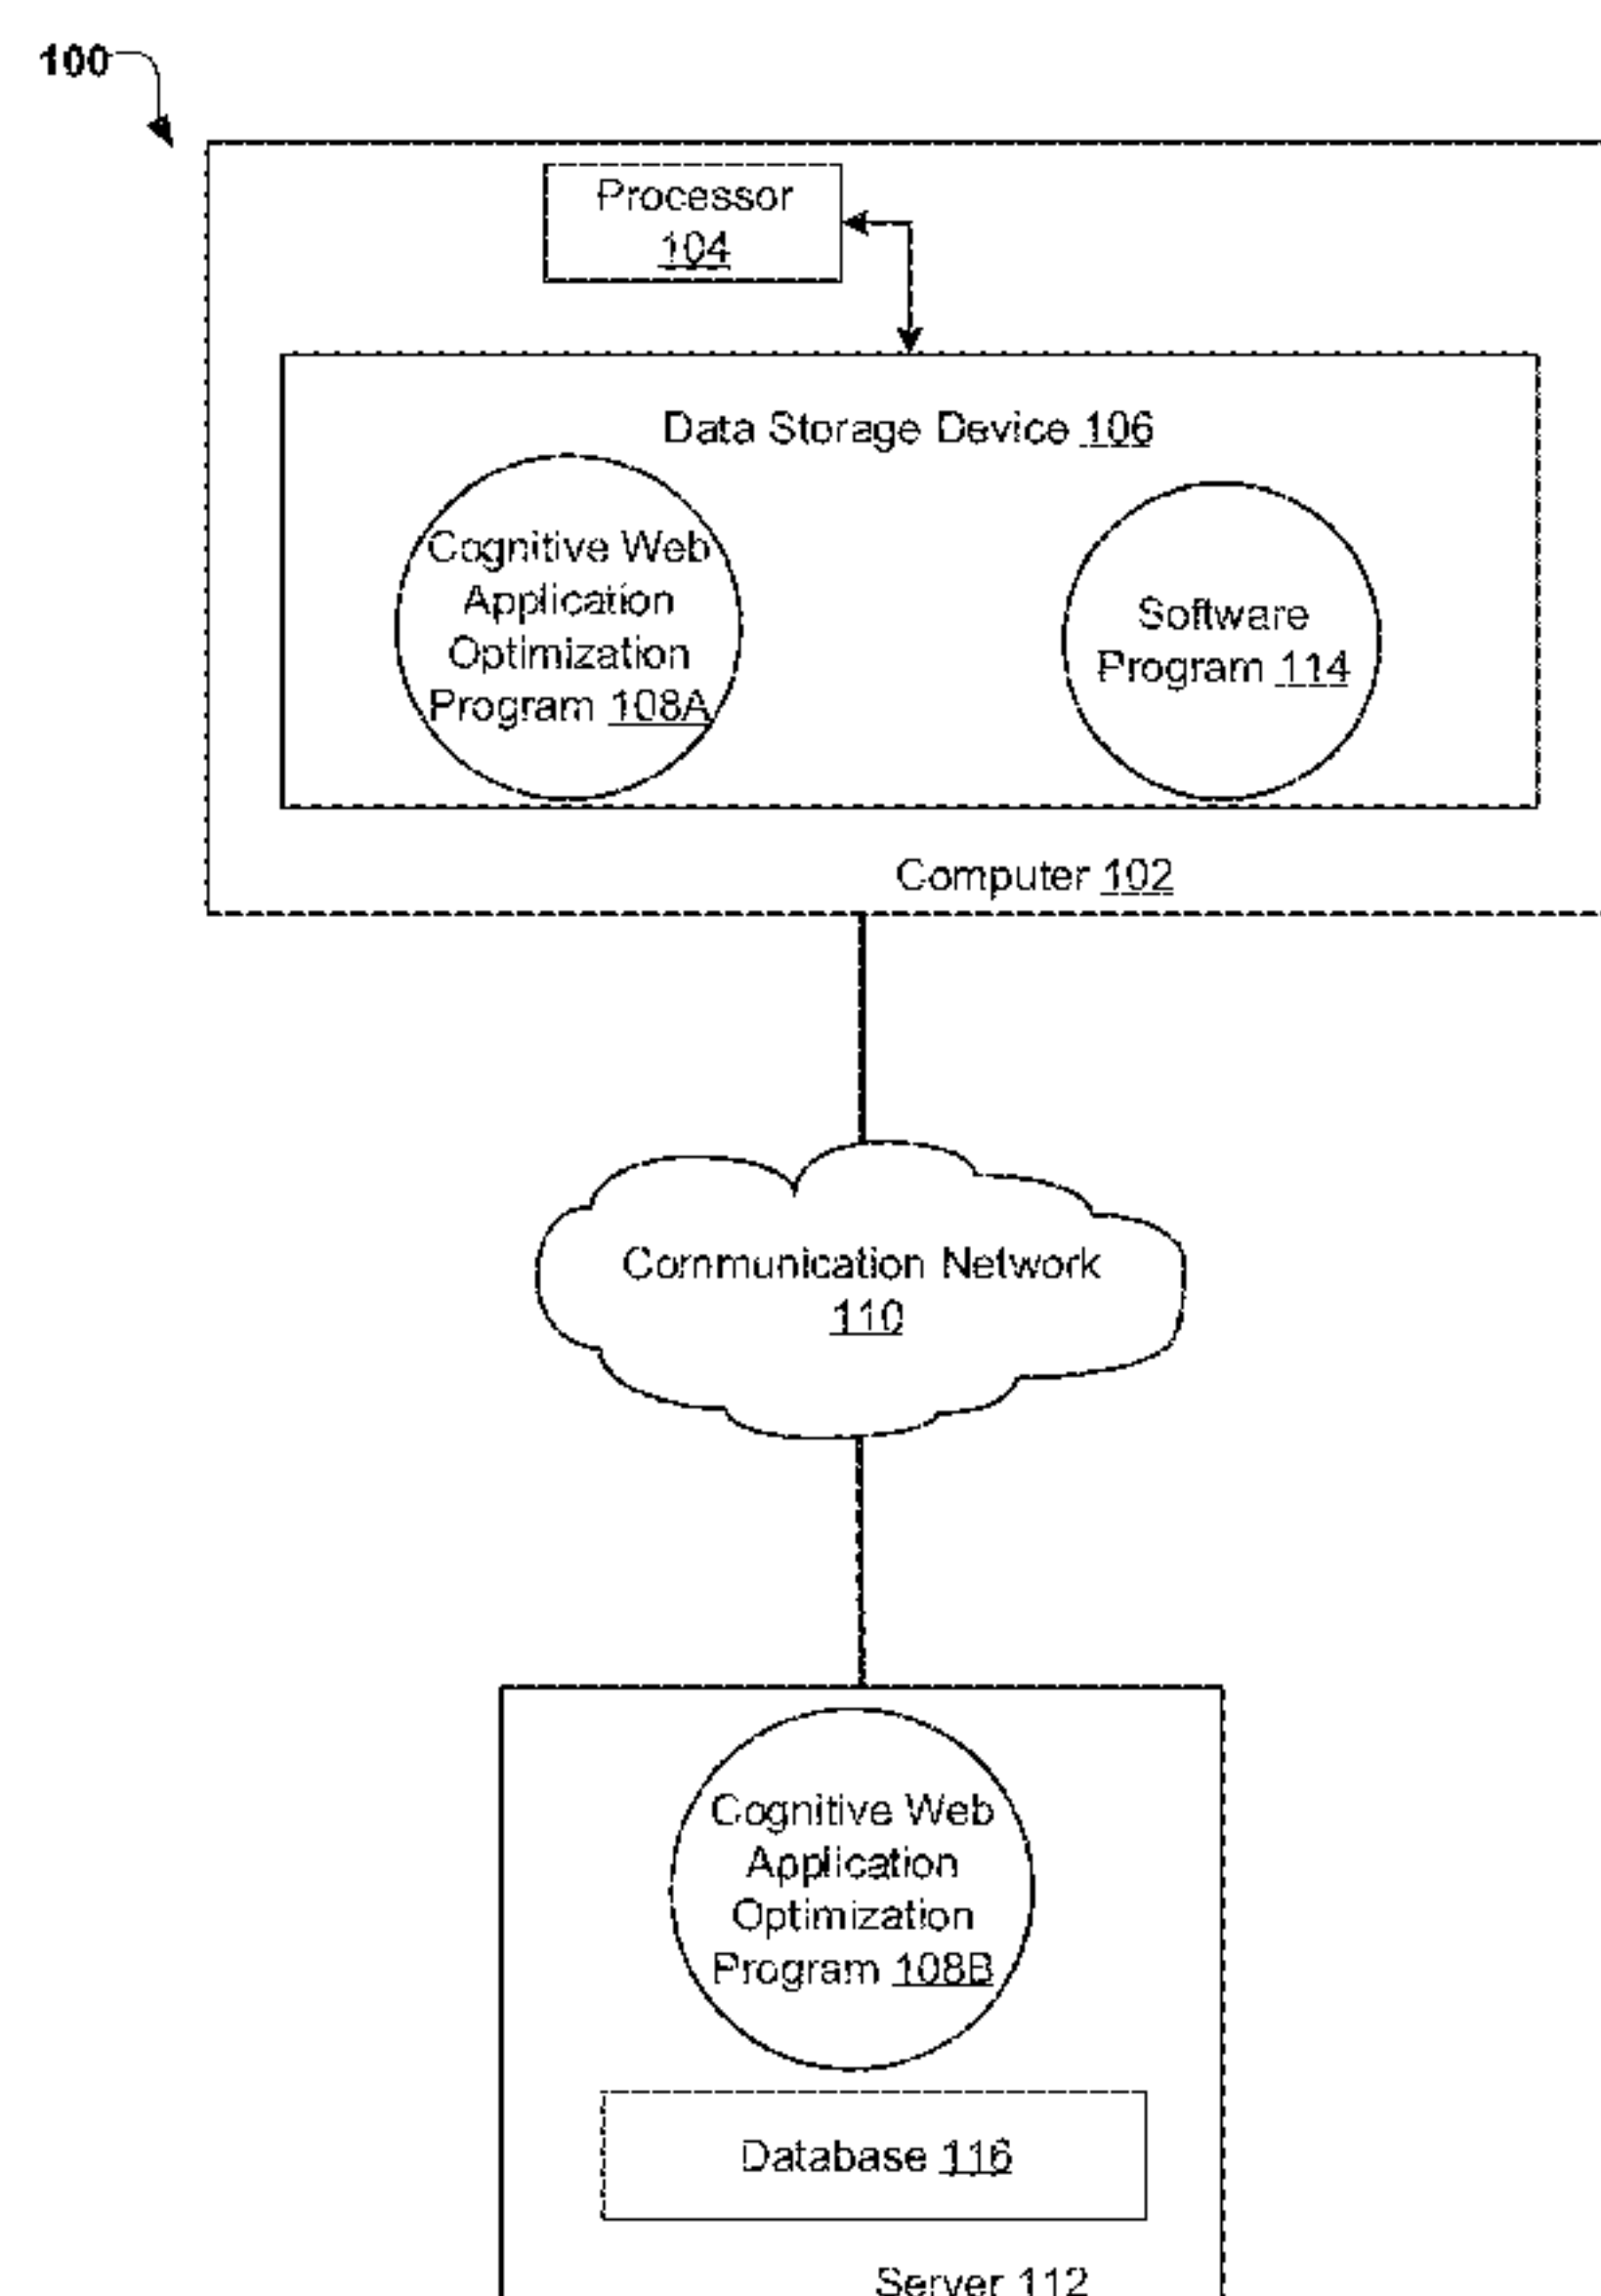 100
Processor
104
Data Storage Device 106
Cognitive Web
Application
Optimization
Program 108A
Software
Program 114
Computer 102
Communication Network
110
Cognitive Web
Application
Optimization
Program 108B
Database 116
Server 112